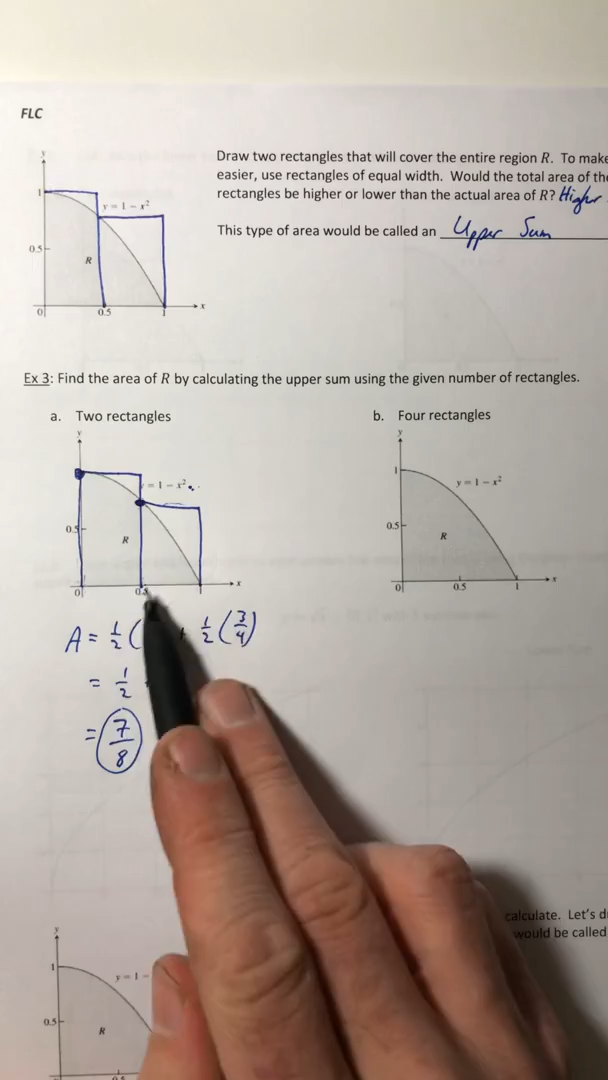 FLC
Draw two rectangles that will cover the entire region R. To make
easier, use rectangles of equal width. Would the total area of the
rectangles be higher or lower than the actual area of R? Higher
This type of area would be called an Upper Sum
y
1
y = 1 − x²
0.5
R
0
0.5
1
x
Ex 3: Find the area of R by calculating the upper sum using the given number of rectangles.
a. Two rectangles
b. Four rectangles
y
= 1 − x²
0.5
R
0
1
x
y
1
y = 1 − x²
0.5
R
0
0.5
1
x
A = 1/2 ( + 1/2 (3/4)
= 1/2
= 7/8
calculate. Let's
would be called
y
1
y = 1 −
0.5
R
0.5